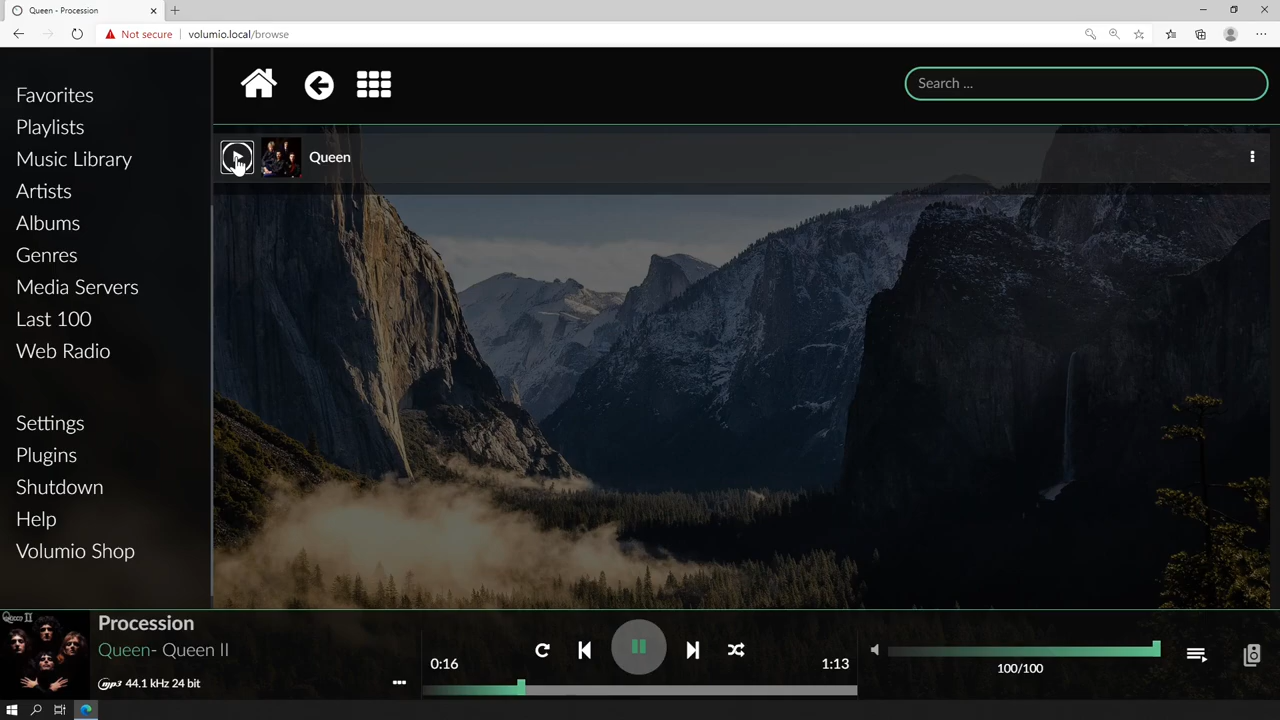 Queen - Procession
Not secure
volumio.local/browse
Favorites
Playlists
Music Library
Artists
Albums
Genres
Media Servers
Last 100
Web Radio
Settings
Plugins
Shutdown
Help
Volumio Shop
Search ...
Queen
Queen II
Procession
Queen- Queen II
mp3 44.1 kHz 24 bit
0:16
1:13
100/100